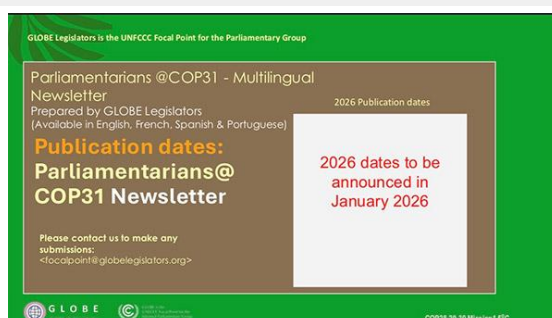 GLOBE Legislators is the UNFCCC Focal Point for the Parliamentary Group
Parliamentarians @COP31 - Multilingual
Newsletter
Prepared by GLOBE Legislators
(Available in English, French, Spanish & Portuguese)
Publication dates:
Parliamentarians@
COP31 Newsletter
Please contact us to make any
submissions:
<focalpoint@globelegislators.org>
2026 Publication dates
2026 dates to be
announced in
January 2026
GLOBE